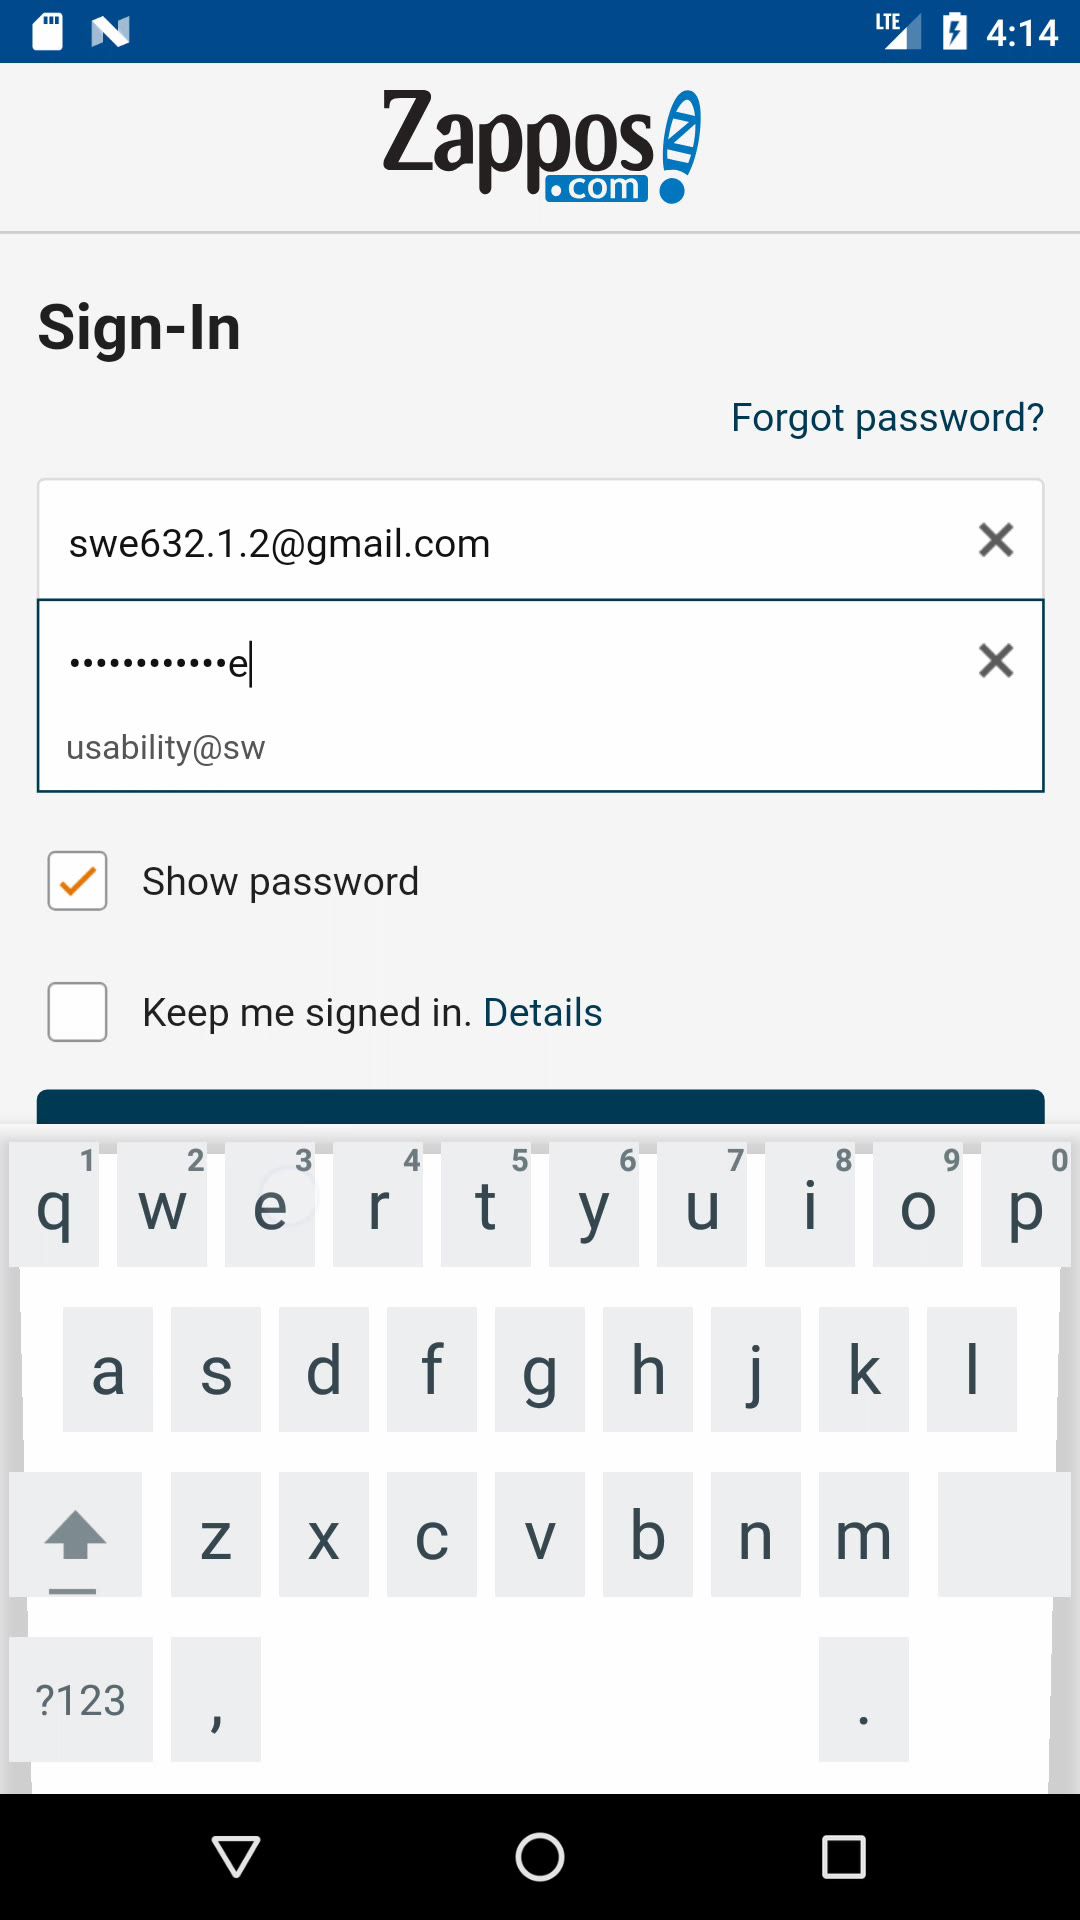 LTE 4:14
Zappos
.com
Sign-In
Forgot password?
swe632.1.2@gmail.com
••••••••••••e
usability@sw
Show password
Keep me signed in. Details
1 2 3 4 5 6 7 8 9 0
q w e r t y u i o p
a s d f g h j k l
z x c v b n m
?123 , .